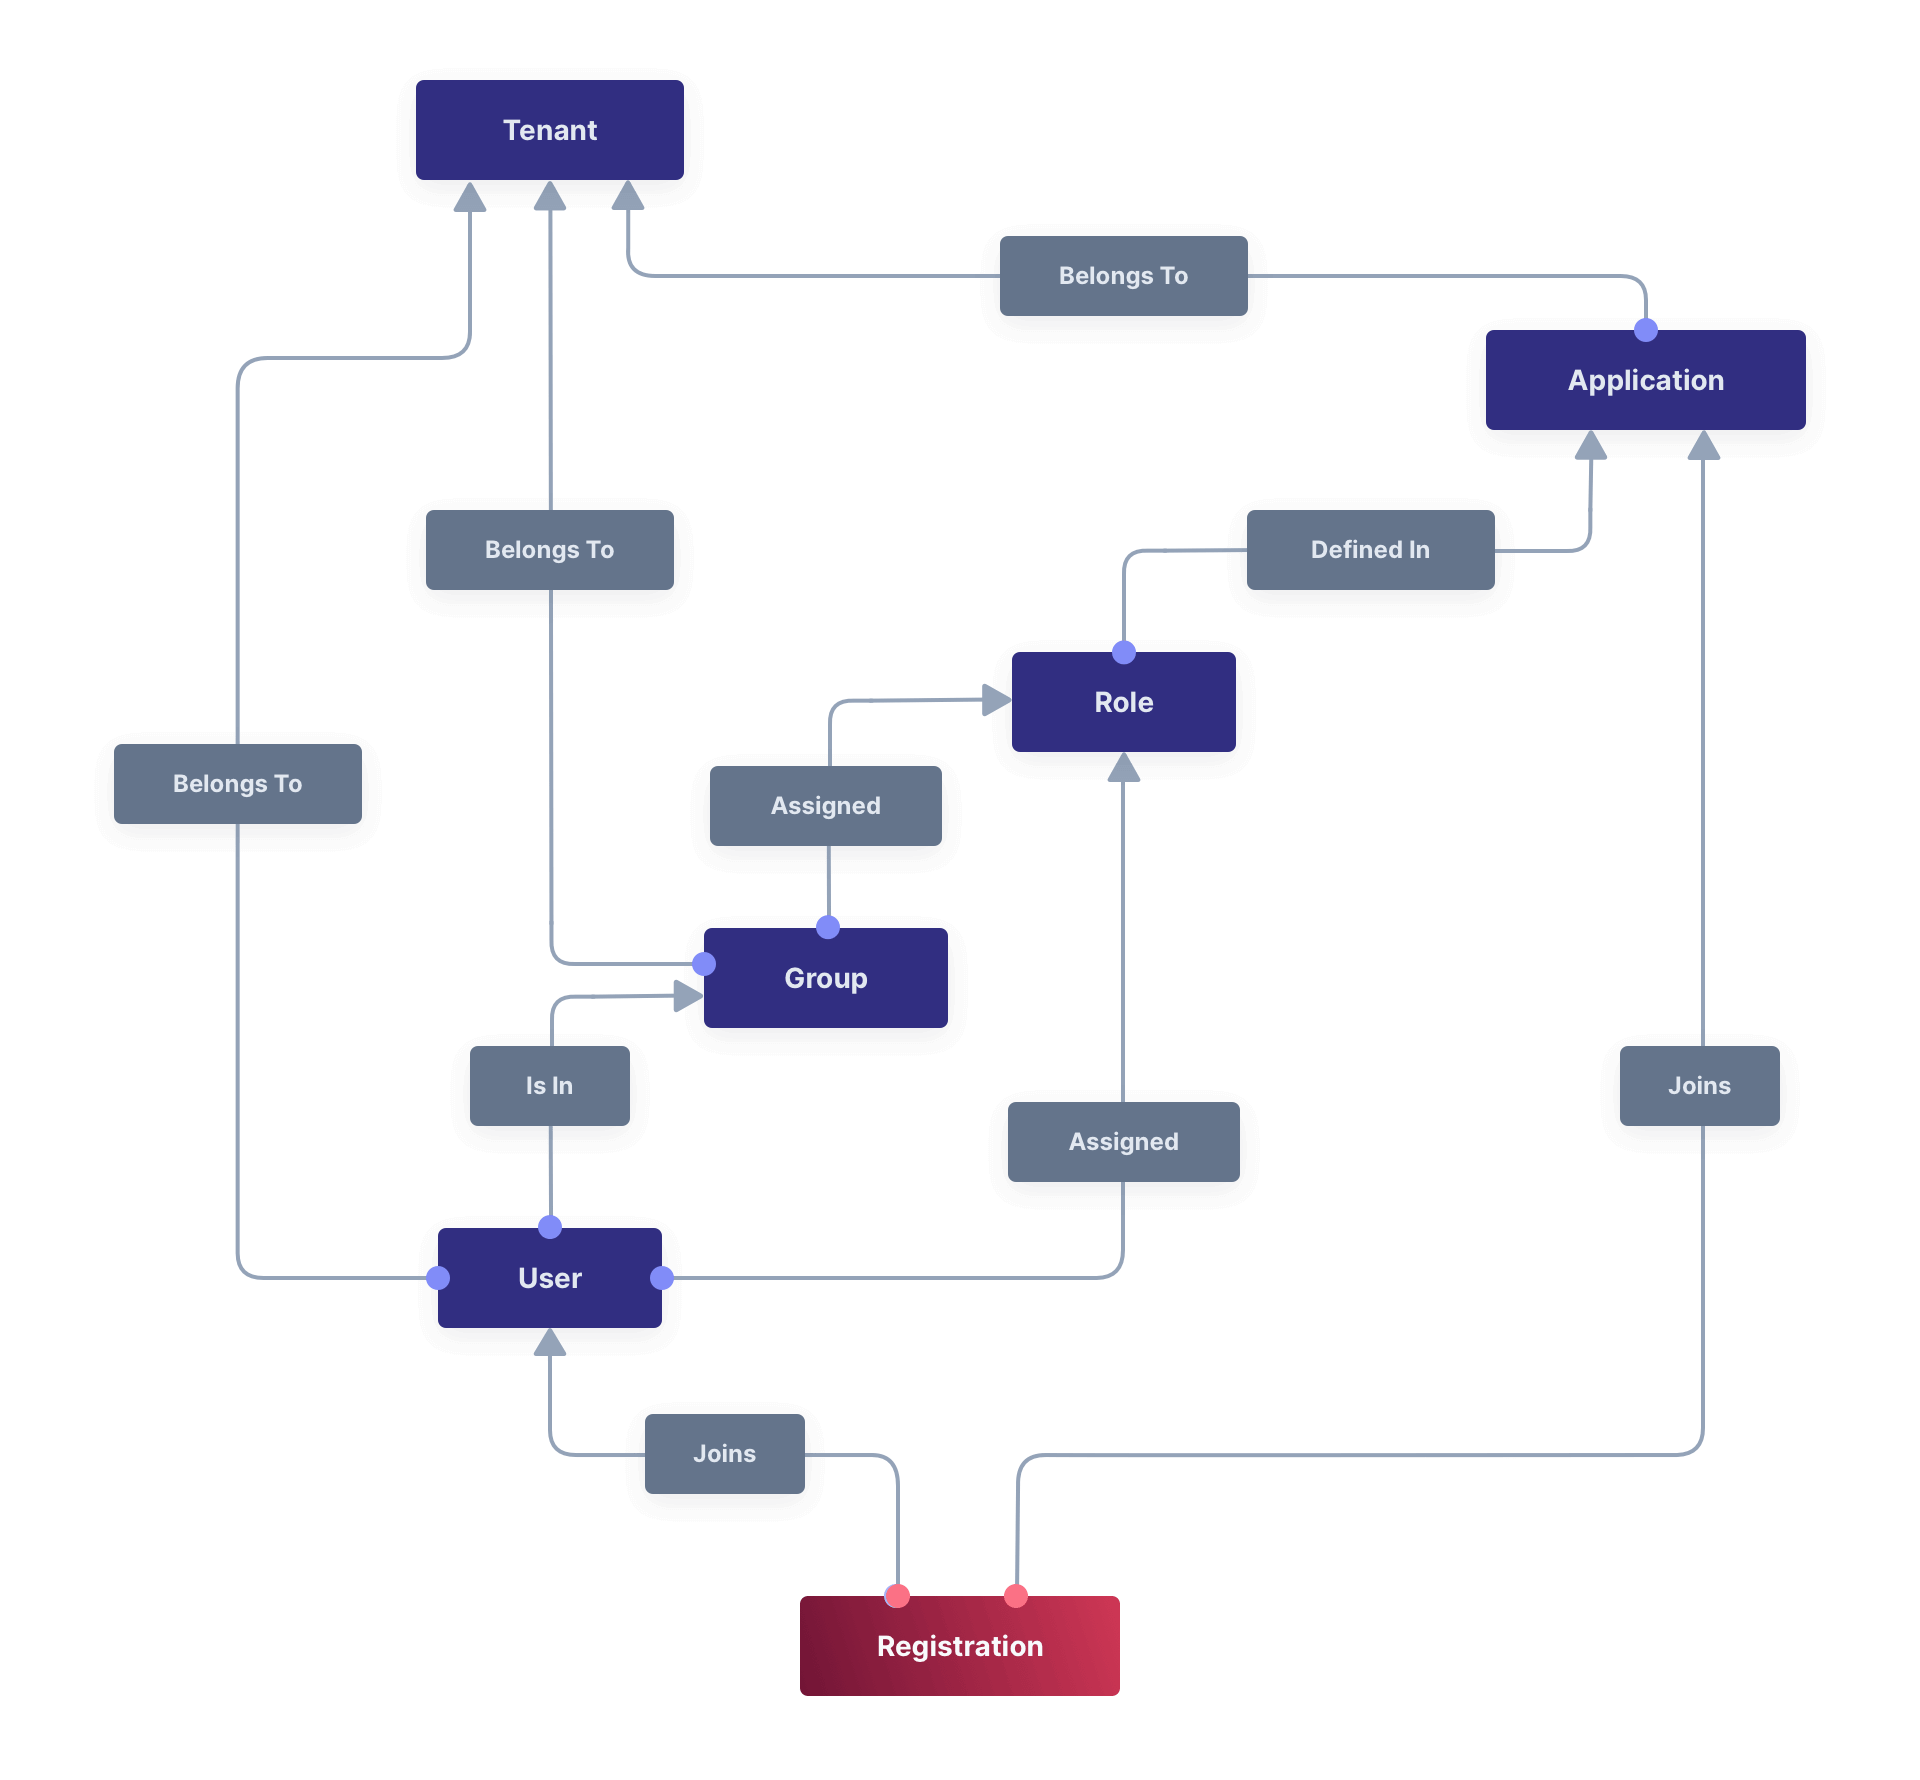 Tenant
Belongs To
Application
Belongs To
Defined In
Role
Belongs To
Assigned
Group
Is In
Joins
Assigned
User
Joins
Registration